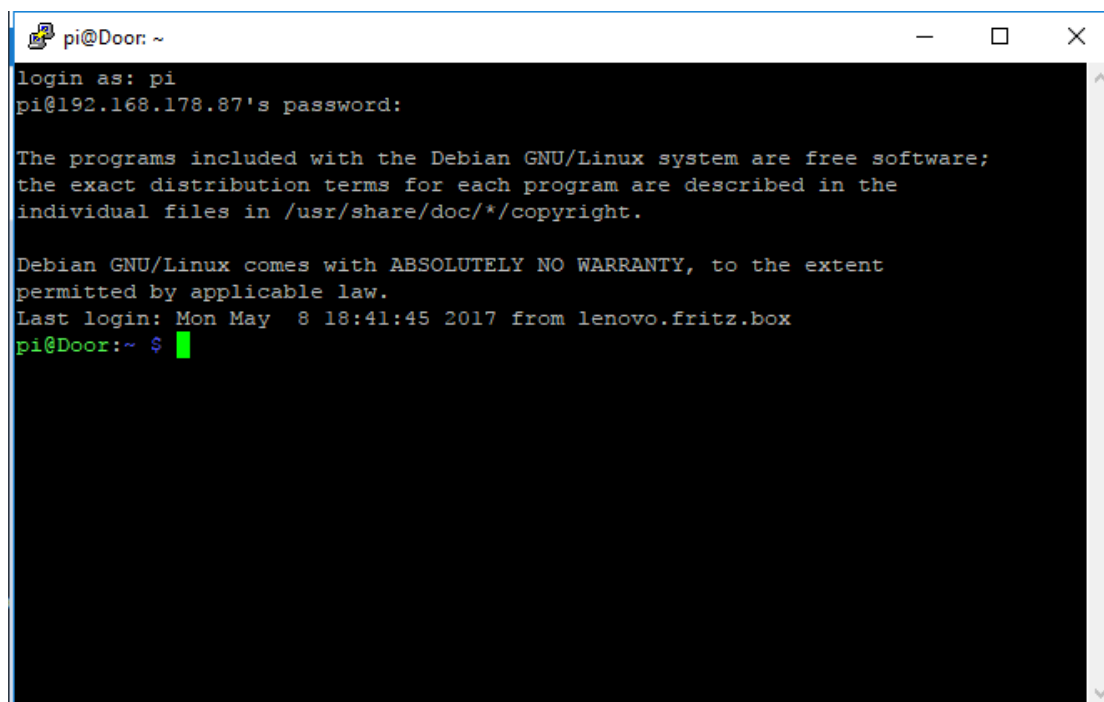 pi@Door: ~
login as: pi
pi@192.168.178.87's password:
The programs included with the Debian GNU/Linux system are free software;
the exact distribution terms for each program are described in the
individual files in /usr/share/doc/*/copyright.
Debian GNU/Linux comes with ABSOLUTELY NO WARRANTY, to the extent
permitted by applicable law.
Last login: Mon May  8 18:41:45 2017 from lenovo.fritz.box
pi@Door:~ $